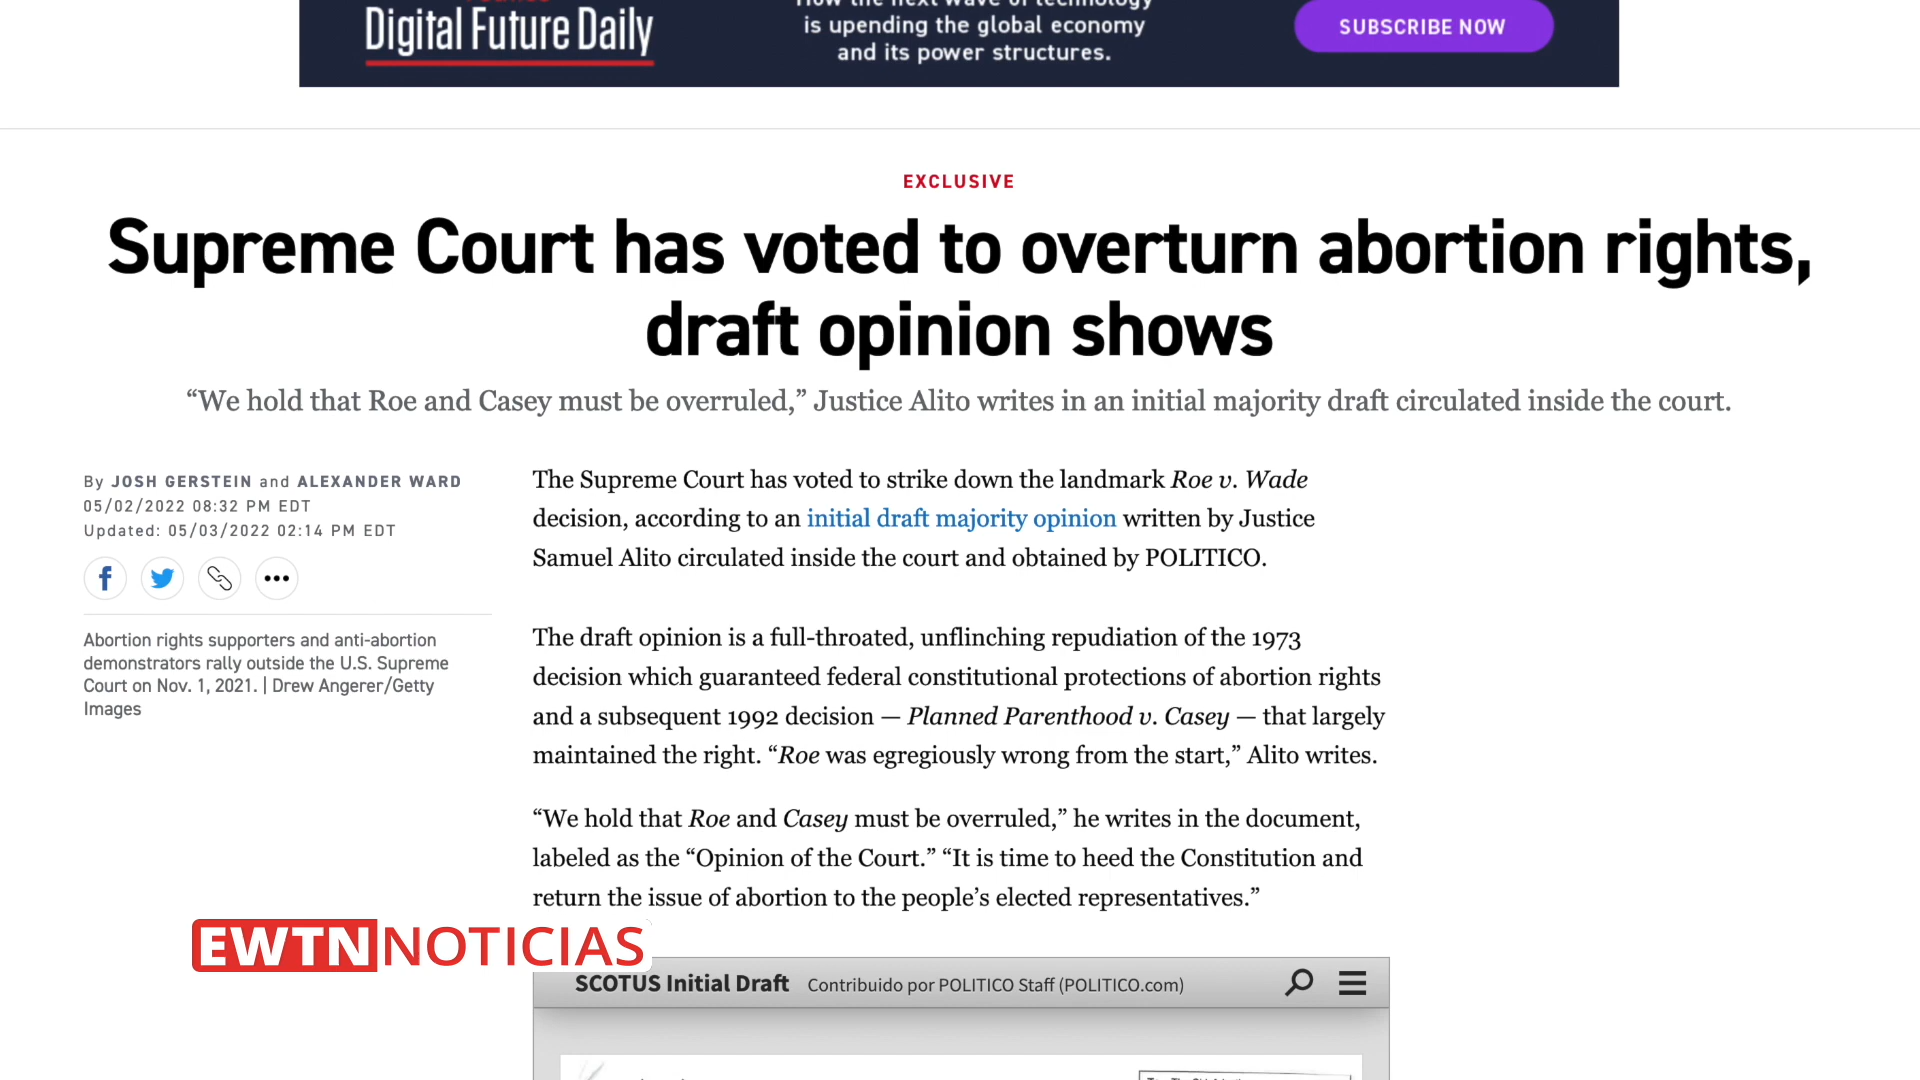 Digital Future Daily
How the next wave of technology
is upending the global economy
and its power structures.
SUBSCRIBE NOW
EXCLUSIVE
Supreme Court has voted to overturn abortion rights,
draft opinion shows
“We hold that Roe and Casey must be overruled,” Justice Alito writes in an initial majority draft circulated inside the court.
By JOSH GERSTEIN and ALEXANDER WARD
05/02/2022 08:32 PM EDT
Updated: 05/03/2022 02:14 PM EDT
Abortion rights supporters and anti-abortion
demonstrators rally outside the U.S. Supreme
Court on Nov. 1, 2021. | Drew Angerer/Getty
Images
The Supreme Court has voted to strike down the landmark Roe v. Wade
decision, according to an initial draft majority opinion written by Justice
Samuel Alito circulated inside the court and obtained by POLITICO.
The draft opinion is a full-throated, unflinching repudiation of the 1973
decision which guaranteed federal constitutional protections of abortion rights
and a subsequent 1992 decision — Planned Parenthood v. Casey — that largely
maintained the right. “Roe was egregiously wrong from the start,” Alito writes.
“We hold that Roe and Casey must be overruled,” he writes in the document,
labeled as the “Opinion of the Court.” “It is time to heed the Constitution and
return the issue of abortion to the people’s elected representatives.”
EWTN NOTICIAS
SCOTUS Initial Draft Contribuido por POLITICO Staff (POLITICO.com)